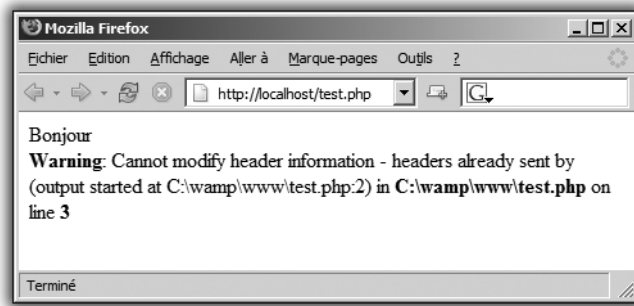 Mozilla Firefox
Fichier Edition Affichage Aller à Marque-pages Outils ?
http://localhost/test.php G
Bonjour
Warning: Cannot modify header information - headers already sent by
(output started at C:\wamp\www\test.php:2) in C:\wamp\www\test.php on
line 3
Terminé